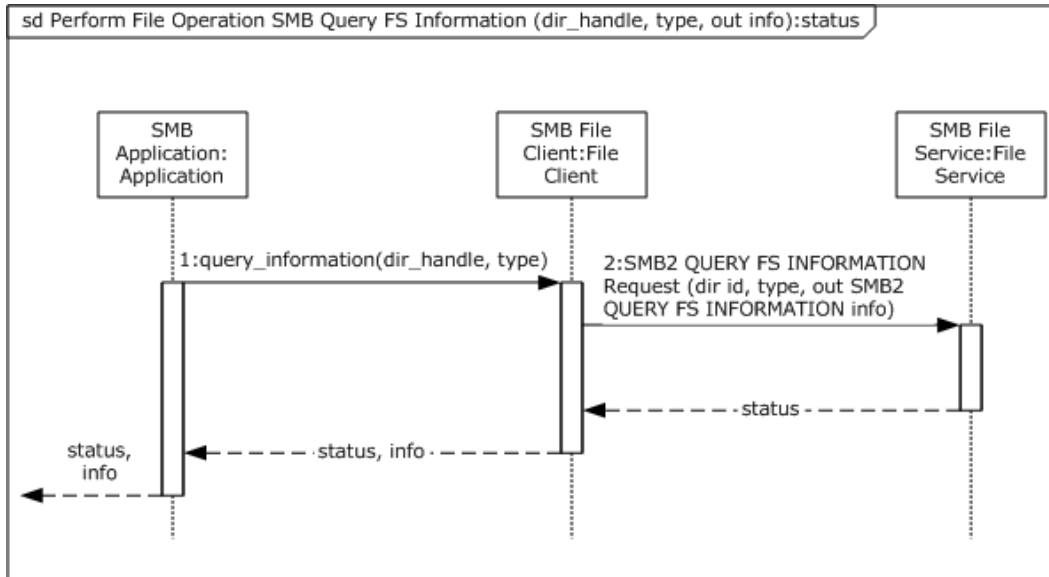 sd Perform File Operation SMB Query FS Information (dir_handle, type, out info):status
SMB
Application:
Application
SMB File
Client:File
Client
SMB File
Service:File
Service
1:query_information(dir_handle, type)
2:SMB2 QUERY FS INFORMATION
Request (dir id, type, out SMB2
QUERY FS INFORMATION info)
status
status, info
status,
info